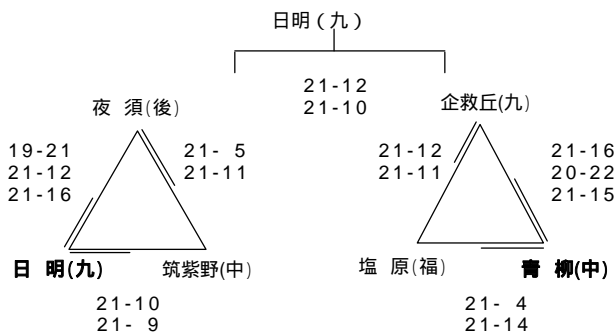 日明(九)
21-12
21-10
夜 須(後)
企救丘(九)
19-21
21-12
21-16
21- 5
21-11
21-12
21-11
21-16
20-22
21-15
日 明(九)
筑紫野(中)
塩 原(福)
青 柳(中)
21-10
21- 9
21- 4
21-14